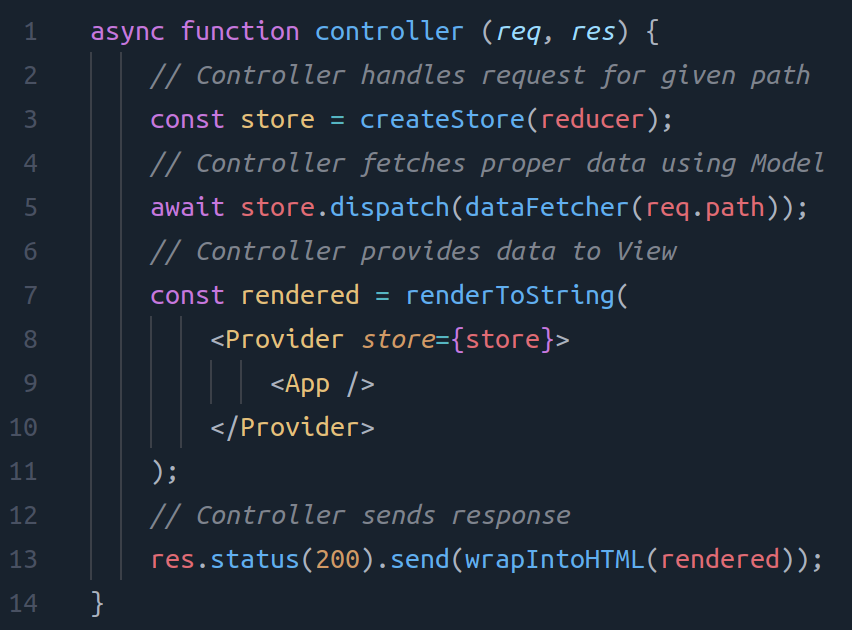 1 async function controller (req, res) {
2 // Controller handles request for given path
3 const store = createStore(reducer);
4 // Controller fetches proper data using Model
5 await store.dispatch(dataFetcher(req.path));
6 // Controller provides data to View
7 const rendered = renderToString(
8 <Provider store={store}>
9 <App />
10 </Provider>
11 );
12 // Controller sends response
13 res.status(200).send(wrapIntoHTML(rendered));
14 }